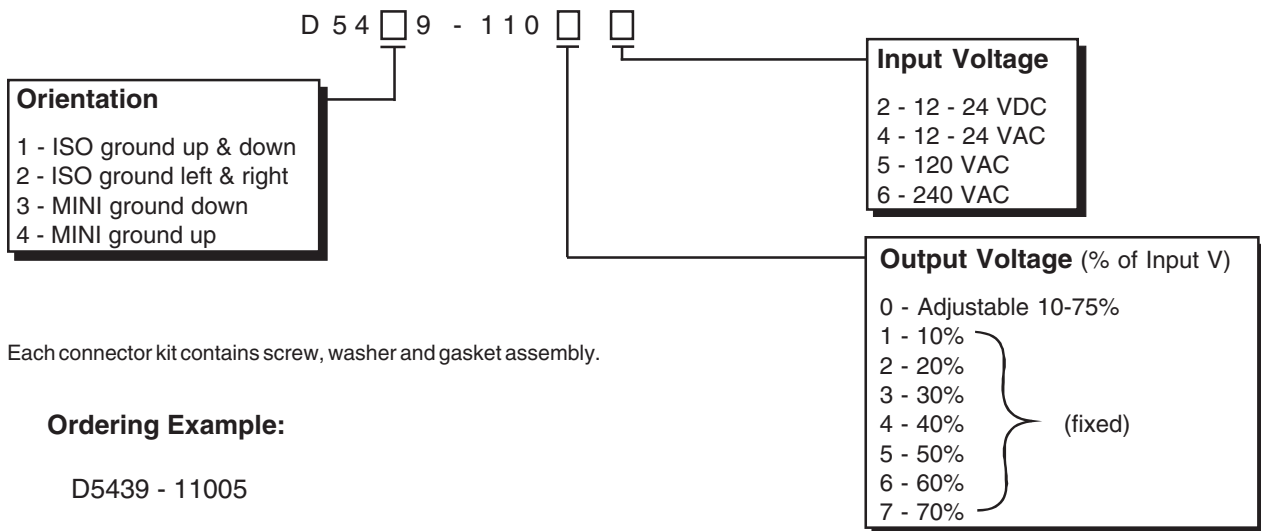 D 5 4 □ 9 - 1 1 0 □ □
Orientation
1 - ISO ground up & down
2 - ISO ground left & right
3 - MINI ground down
4 - MINI ground up
Input Voltage
2 - 12 - 24 VDC
4 - 12 - 24 VAC
5 - 120 VAC
6 - 240 VAC
Output Voltage (% of Input V)
0 - Adjustable 10-75%
1 - 10%
2 - 20%
3 - 30%
4 - 40%
5 - 50%
6 - 60%
7 - 70%
(fixed)
Each connector kit contains screw, washer and gasket assembly.
Ordering Example:
D5439 - 11005